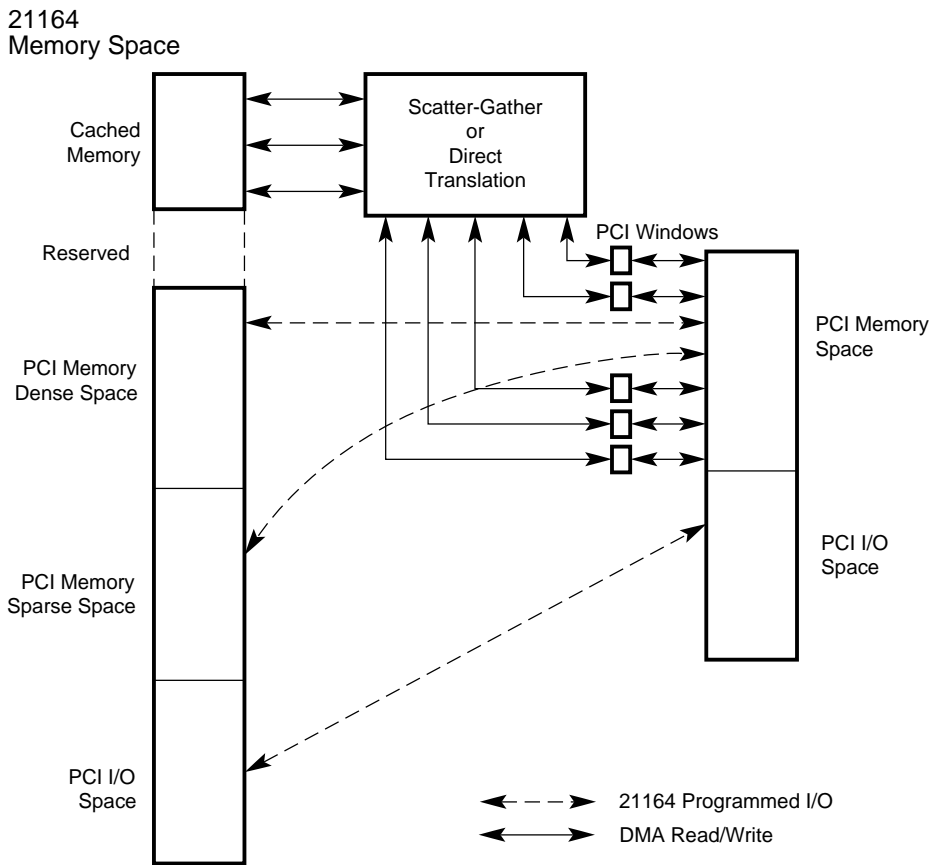 21164
Memory Space
Cached
Memory
Scatter-Gather
or
Direct
Translation
Reserved
PCI Windows
PCI Memory
Dense Space
PCI Memory
Space
PCI Memory
Sparse Space
PCI I/O
Space
PCI I/O
Space
21164 Programmed I/O
DMA Read/Write